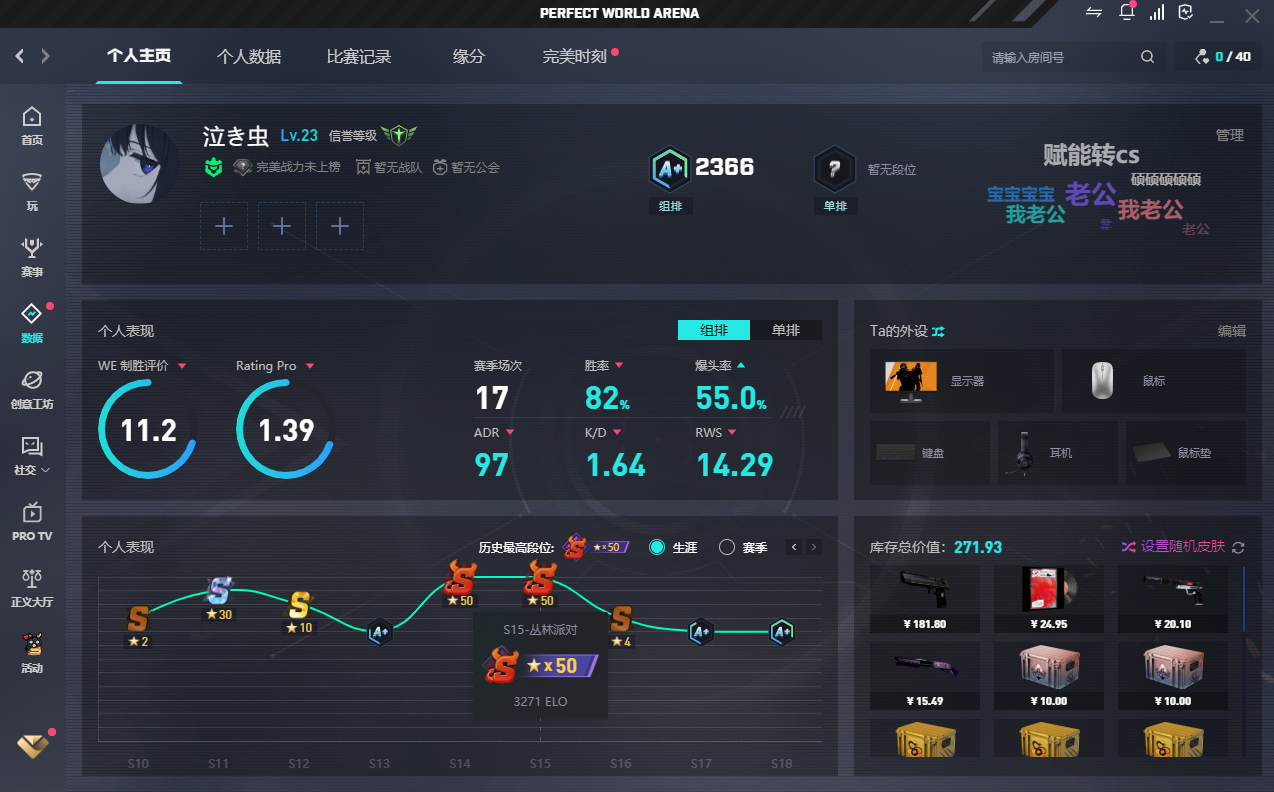 PERFECT WORLD ARENA
个人主页 个人数据 比赛记录 缘分 完美时刻 请输入房间号 0 / 40
首页
玩
赛事
数据
创意工坊
社交
PRO TV
正义大厅
活动
泣き虫 Lv.23 信誉等级
完美战力未上榜 暂无战队 暂无公会
A+ 2366
组排
? 暂无段位
单排
管理
赋能转cs
硕硕硕硕硕
宝宝宝宝 老公
我老公 我老公
老公
个人表现 组排 单排
WE 制胜评价 Rating Pro 赛季场次 胜率 爆头率
11.2 1.39 17 82% 55.0%
ADR K/D RWS
97 1.64 14.29
Ta的外设 编辑
显示器 鼠标
键盘 耳机 鼠标垫
个人表现 历史最高段位: S ★×50 生涯 赛季
S ★2
S ★30
S ★10
A+
S ★50
S ★50
S ★4
A+
A+
S15-丛林派对
S ★x50
3271 ELO
S10 S11 S12 S13 S14 S15 S16 S17 S18
库存总价值: 271.93 设置随机皮肤
¥ 181.80 ¥ 24.95 ¥ 20.10
¥ 15.49 ¥ 10.00 ¥ 10.00